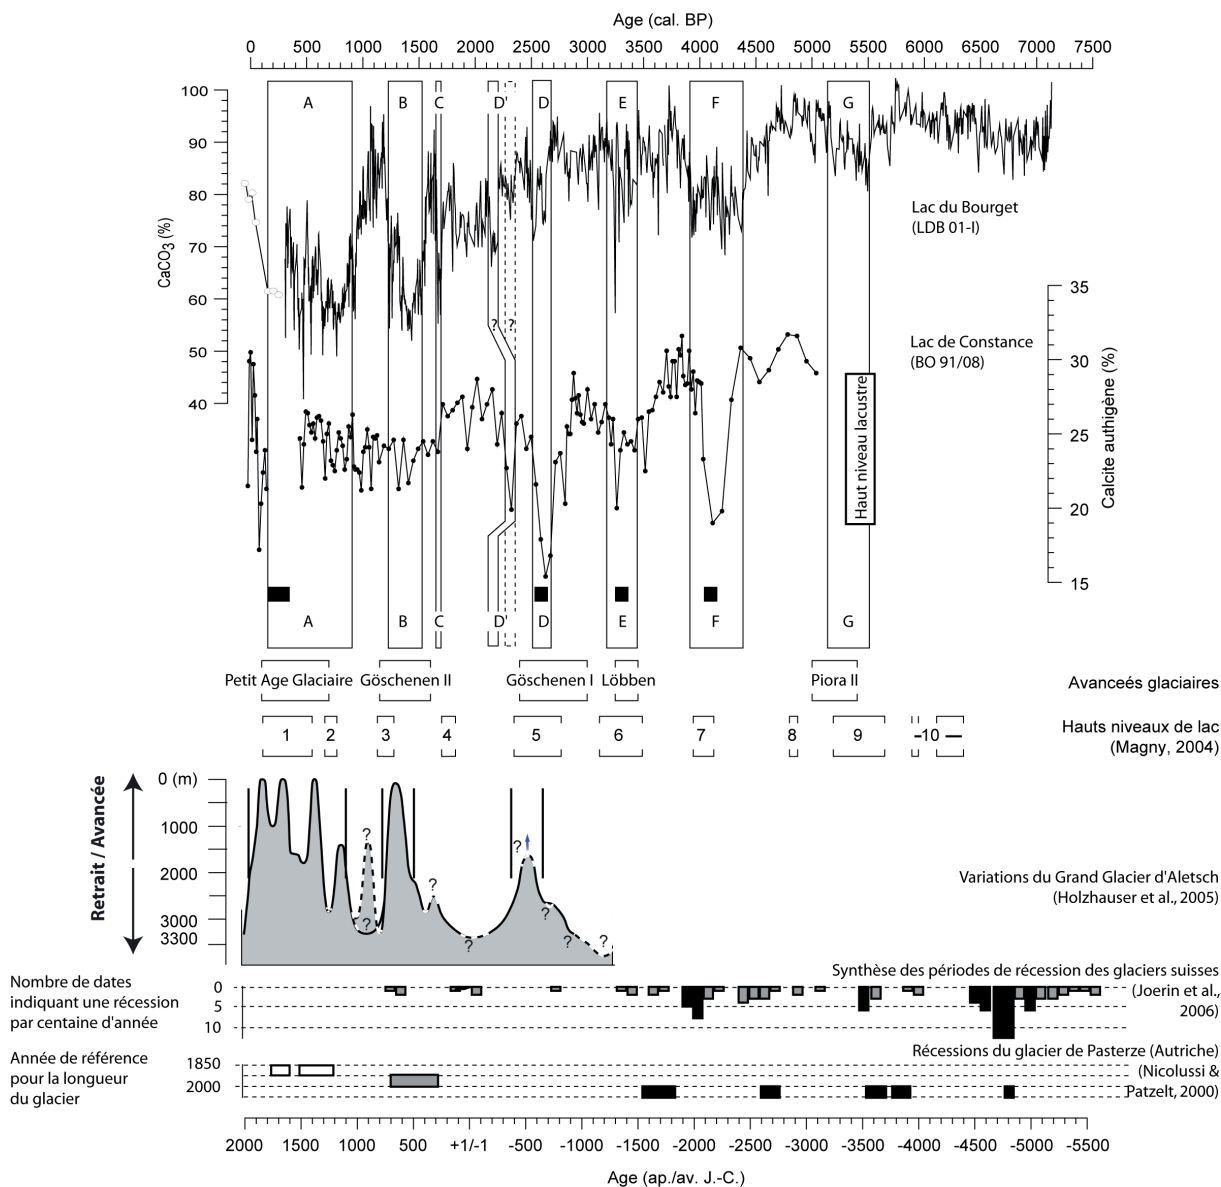 Age (cal. BP)
0 500 1000 1500 2000 2500 3000 3500 4000 4500 5000 5500 6000 6500 7000 7500
A B C D' D E F G
100
90
80
70
60
50
40
CaCO3 (%)
Lac du Bourget
(LDB 01-I)
35
30
25
20
15
Calcite authigène (%)
Lac de Constance
(BO 91/08)
? ?
Haut niveau lacustre
A B C D' D E F G
Petit Age Glaciaire Göschenen II Göschenen I Löbben Piora II
Avanceés glaciaires
1 2 3 4 5 6 7 8 9 10
Hauts niveaux de lac
(Magny, 2004)
0 (m)
1000
2000
3000
3300
Retrait / Avancée
? ? ? ? ? ? ? ?
Variations du Grand Glacier d'Aletsch
(Holzhauser et al., 2005)
Nombre de dates
indiquant une récession
par centaine d'année
0
5
10
Synthèse des périodes de récession des glaciers suisses
(Joerin et al.,
2006)
Année de référence
pour la longueur
du glacier
1850
2000
Récessions du glacier de Pasterze (Autriche)
(Nicolussi &
Patzelt, 2000)
2000 1500 1000 500 +1/-1 -500 -1000 -1500 -2000 -2500 -3000 -3500 -4000 -4500 -5000 -5500
Age (ap./av. J.-C.)